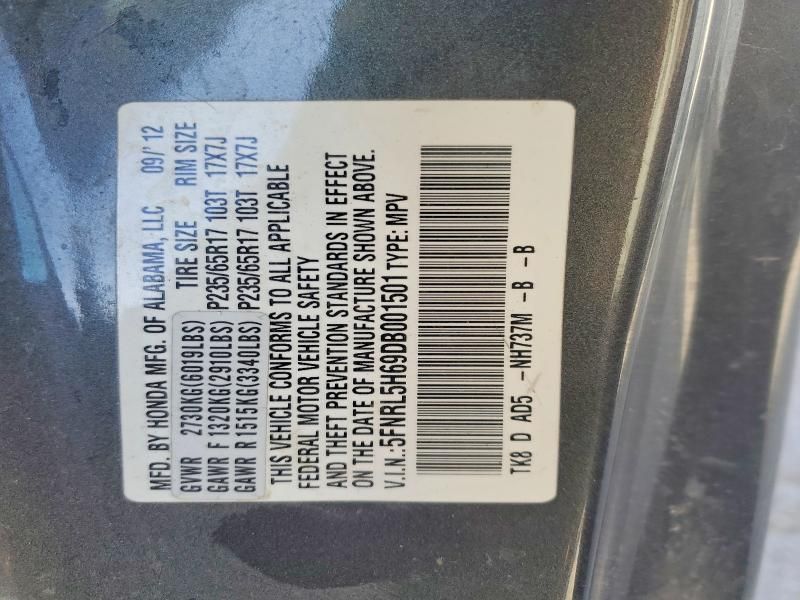 MFD. BY HONDA MFG. OF ALABAMA, LLC 09/'12
GVWR 2730KG(6019LBS) TIRE SIZE RIM SIZE
GAWR F 1320KG(2910LBS) P235/65R17 103T 17X7J
GAWR R 1515KG(3340LBS) P235/65R17 103T 17X7J
THIS VEHICLE CONFORMS TO ALL APPLICABLE
FEDERAL MOTOR VEHICLE SAFETY
AND THEFT PREVENTION STANDARDS IN EFFECT
ON THE DATE OF MANUFACTURE SHOWN ABOVE.
V.I.N.:5FNRL5H69DB001501 TYPE: MPV
TK8 D AD5 -NH737M -B -B